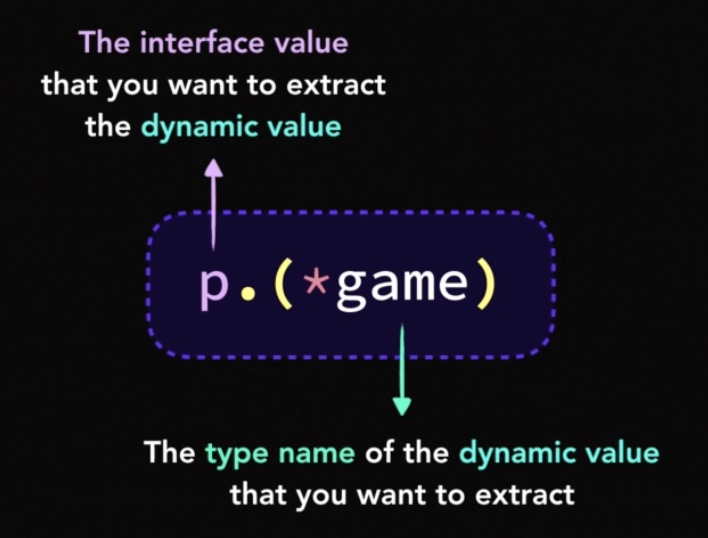 The interface value
that you want to extract
the dynamic value
p.(*game)
The type name of the dynamic value
that you want to extract